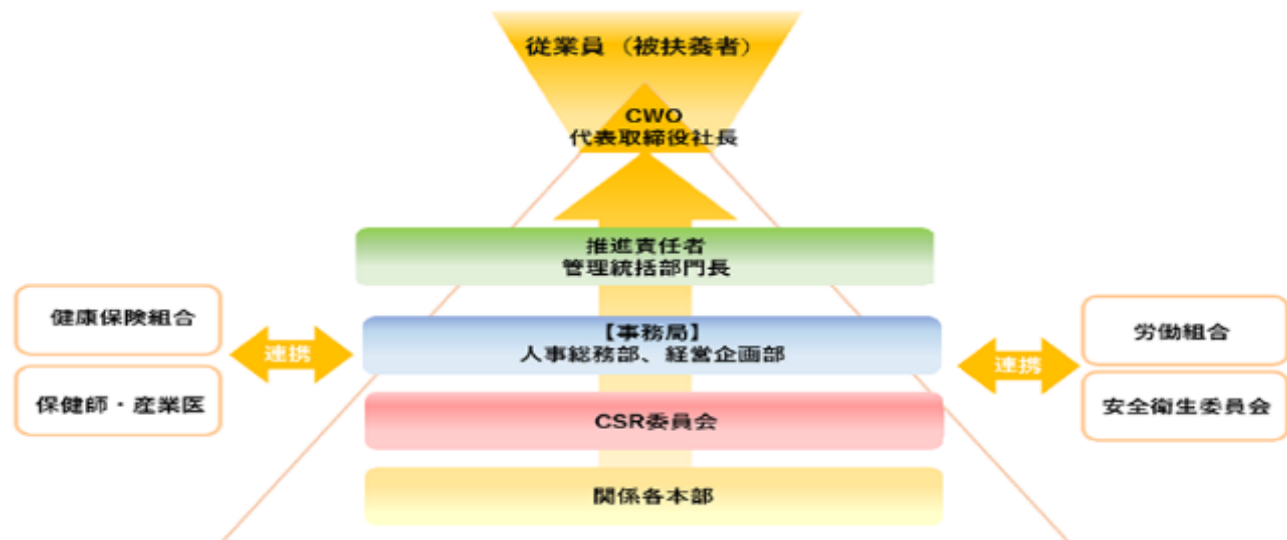 従業員（被扶養者）
CWO
代表取締役社長
推進責任者
管理統括部門長
健康保険組合
保健師・産業医
連携
【事務局】
人事総務部、経営企画部
連携
労働組合
安全衛生委員会
CSR委員会
関係各本部